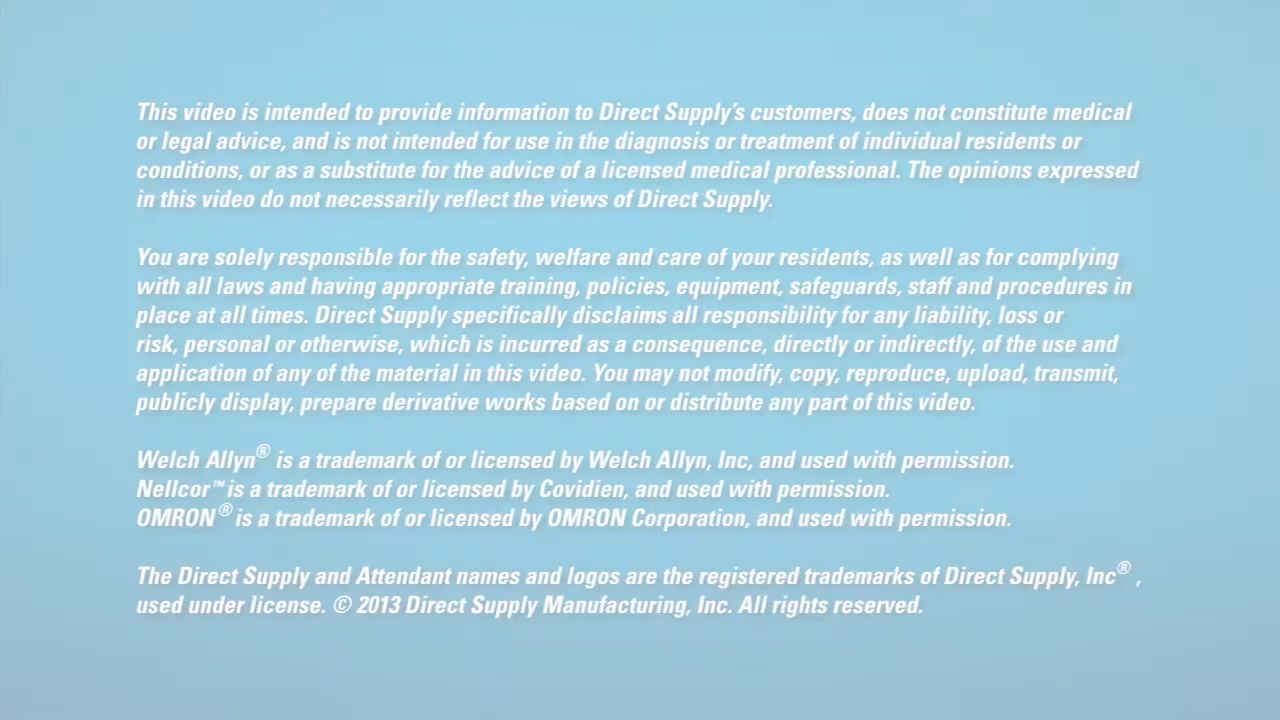 This video is intended to provide information to Direct Supply's customers, does not constitute medical
or legal advice, and is not intended for use in the diagnosis or treatment of individual residents or
conditions, or as a substitute for the advice of a licensed medical professional. The opinions expressed
in this video do not necessarily reflect the views of Direct Supply.
You are solely responsible for the safety, welfare and care of your residents, as well as for complying
with all laws and having appropriate training, policies, equipment, safeguards, staff and procedures in
place at all times. Direct Supply specifically disclaims all responsibility for any liability, loss or
risk, personal or otherwise, which is incurred as a consequence, directly or indirectly, of the use and
application of any of the material in this video. You may not modify, copy, reproduce, upload, transmit,
publicly display, prepare derivative works based on or distribute any part of this video.
Welch Allyn® is a trademark of or licensed by Welch Allyn, Inc, and used with permission.
Nellcor™ is a trademark of or licensed by Covidien, and used with permission.
OMRON® is a trademark of or licensed by OMRON Corporation, and used with permission.
The Direct Supply and Attendant names and logos are the registered trademarks of Direct Supply, Inc® ,
used under license. © 2013 Direct Supply Manufacturing, Inc. All rights reserved.